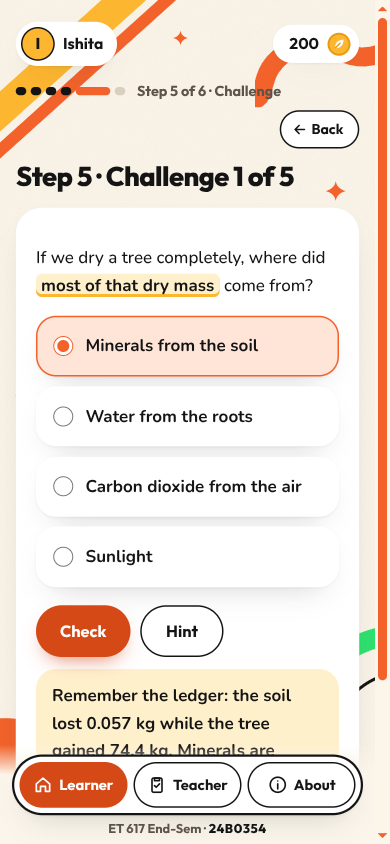 I Ishita
200
Step 5 of 6 · Challenge
← Back
Step 5 · Challenge 1 of 5
If we dry a tree completely, where did
most of that dry mass come from?
Minerals from the soil
Water from the roots
Carbon dioxide from the air
Sunlight
Check Hint
Remember the ledger: the soil
lost 0.057 kg while the tree
gained 74.4 kg. Minerals are
Learner Teacher About
ET 617 End-Sem · 24B0354